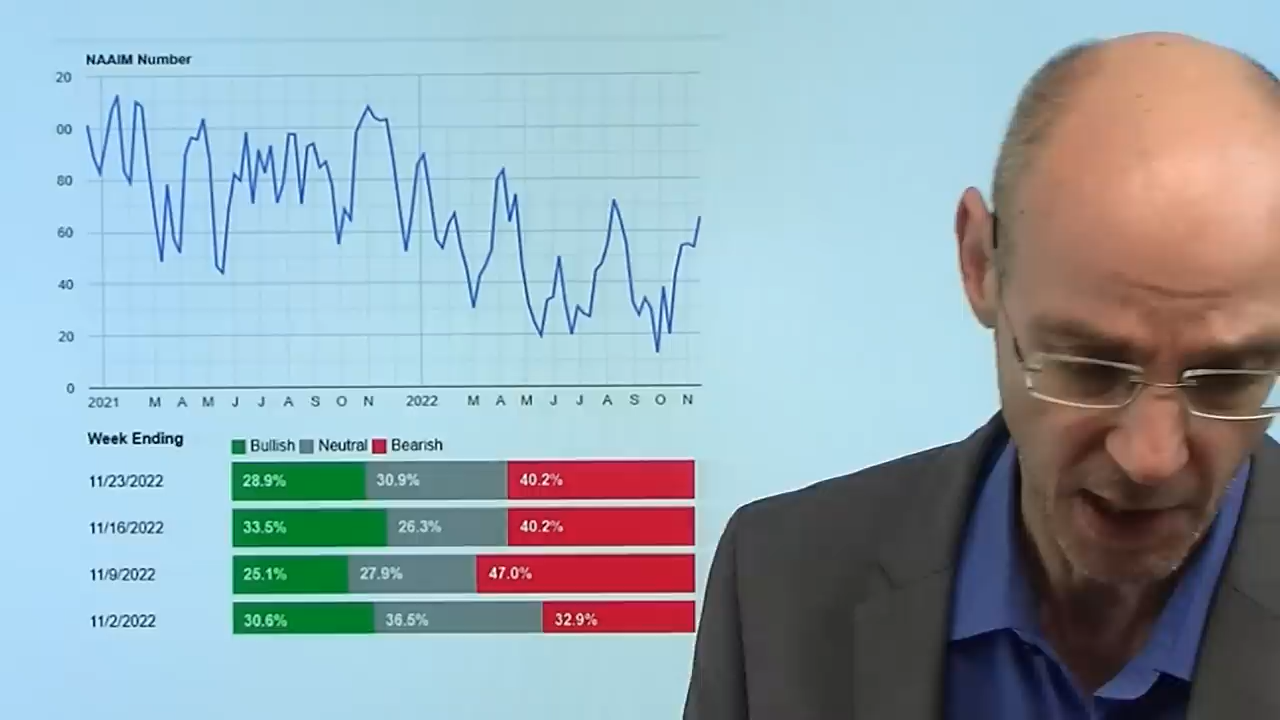 NAAIM Number
20
00
80
60
40
20
0
2021 M A M J J A S O N 2022 M A M J J A S O N
Week Ending Bullish Neutral Bearish
11/23/2022 28.9% 30.9% 40.2%
11/16/2022 33.5% 26.3% 40.2%
11/9/2022 25.1% 27.9% 47.0%
11/2/2022 30.6% 36.5% 32.9%